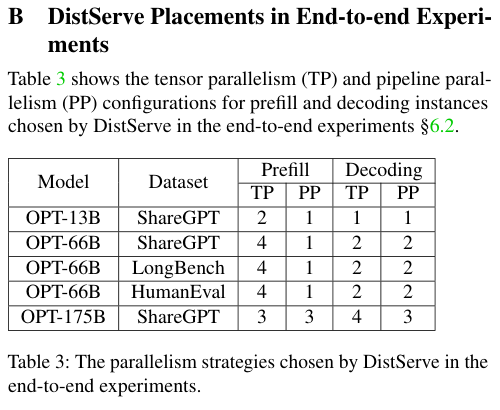 B DistServe Placements in End-to-end Experi-
ments
Table 3 shows the tensor parallelism (TP) and pipeline paral-
lelism (PP) configurations for prefill and decoding instances
chosen by DistServe in the end-to-end experiments §6.2.
Model Dataset Prefill Decoding
TP PP TP PP
OPT-13B ShareGPT 2 1 1 1
OPT-66B ShareGPT 4 1 2 2
OPT-66B LongBench 4 1 2 2
OPT-66B HumanEval 4 1 2 2
OPT-175B ShareGPT 3 3 4 3
Table 3: The parallelism strategies chosen by DistServe in the
end-to-end experiments.